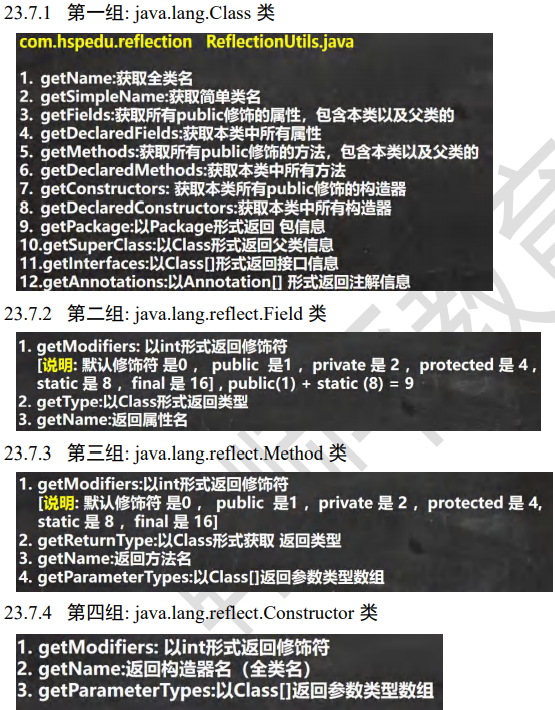 23.7.1 第一组: java.lang.Class 类
com.hspedu.reflection ReflectionUtils.java
1. getName:获取全类名
2. getSimpleName:获取简单类名
3. getFields:获取所有public修饰的属性，包含本类以及父类的
4. getDeclaredFields:获取本类中所有属性
5. getMethods:获取所有public修饰的方法，包含本类以及父类的
6. getDeclaredMethods:获取本类中所有方法
7. getConstructors: 获取本类所有public修饰的构造器
8. getDeclaredConstructors:获取本类中所有构造器
9. getPackage:以Package形式返回 包信息
10.getSuperClass:以Class形式返回父类信息
11.getInterfaces:以Class[]形式返回接口信息
12.getAnnotations:以Annotation[] 形式返回注解信息
23.7.2 第二组: java.lang.reflect.Field 类
1. getModifiers: 以int形式返回修饰符
[说明: 默认修饰符 是0 ， public 是1 ，private 是 2 ，protected 是 4 ,
static 是 8 ，final 是 16] , public(1) + static (8) = 9
2. getType:以Class形式返回类型
3. getName:返回属性名
23.7.3 第三组: java.lang.reflect.Method 类
1. getModifiers:以int形式返回修饰符
[说明: 默认修饰符 是0 ， public 是1 ，private 是 2 ，protected 是 4,
static 是 8 ，final 是 16]
2. getReturnType:以Class形式获取 返回类型
3. getName:返回方法名
4. getParameterTypes:以Class[]返回参数类型数组
23.7.4 第四组: java.lang.reflect.Constructor 类
1. getModifiers: 以int形式返回修饰符
2. getName:返回构造器名（全类名）
3. getParameterTypes:以Class[]返回参数类型数组